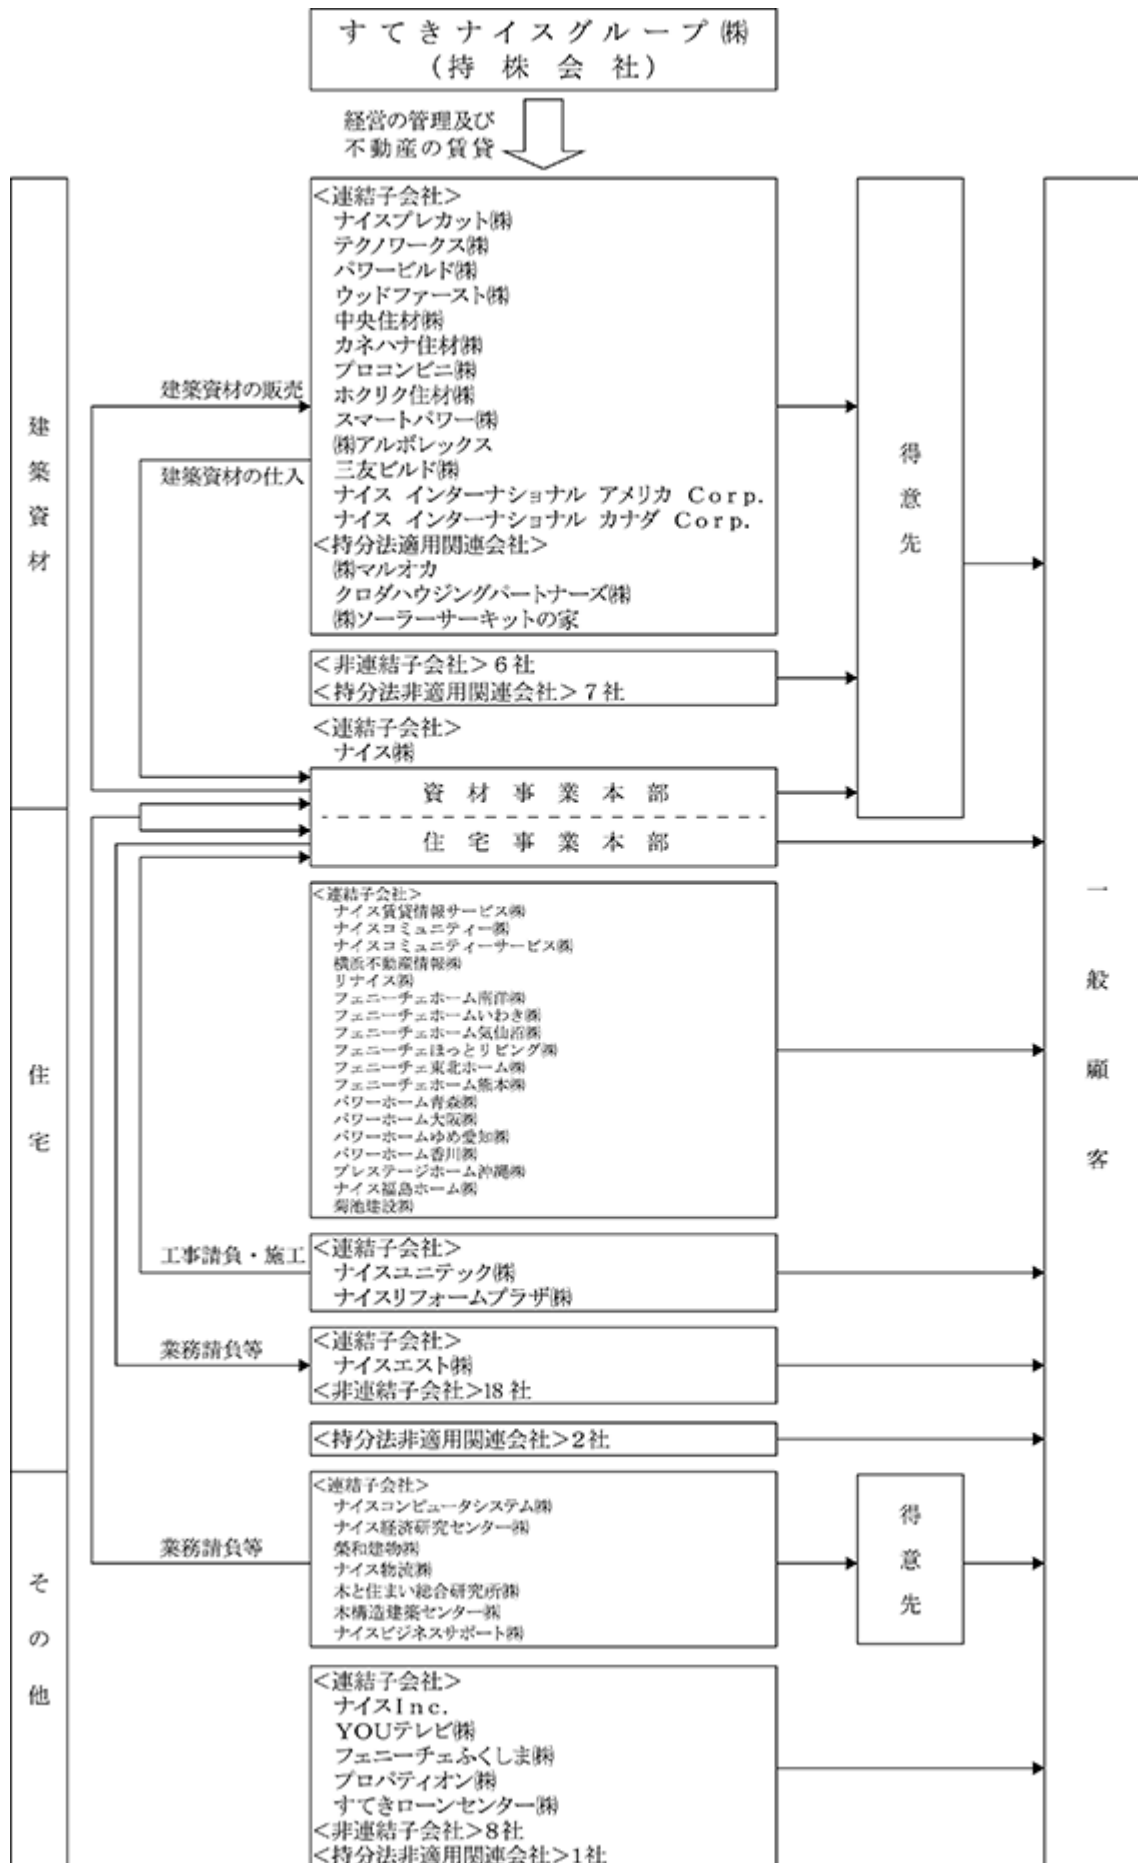 すてきナイスグループ㈱
(持株会社)
経営の管理及び
不動産の賃貸
建築資材
<連結子会社>
ナイスプレカット㈱
テクノワークス㈱
パワービルド㈱
ウッドファースト㈱
中央住材㈱
カネハナ住材㈱
プロコンビニ㈱
ホクリク住材㈱
スマートパワー㈱
㈱アルボレックス
三友ビルド㈱
ナイス インターナショナル アメリカ Corp.
ナイス インターナショナル カナダ Corp.
<持分法適用関連会社>
㈱マルオカ
クロダハウジングパートナーズ㈱
㈱ソーラーサーキットの家
建築資材の販売
建築資材の仕入
得意先
<非連結子会社>6社
<持分法非適用関連会社>7社
<連結子会社>
ナイス㈱
資材事業本部
住宅事業本部
一般顧客
住宅
<連結子会社>
ナイス賃貸情報サービス㈱
ナイスコミュニティー㈱
ナイスコミュニティーサービス㈱
横浜不動産情報㈱
リナイス㈱
フェニーチェホーム南洋㈱
フェニーチェホームいわき㈱
フェニーチェホーム気仙沼㈱
フェニーチェほっとリビング㈱
フェニーチェ東北ホーム㈱
フェニーチェホーム熊本㈱
パワーホーム青森㈱
パワーホーム大阪㈱
パワーホームゆめ愛知㈱
パワーホーム香川㈱
プレステージホーム沖縄㈱
ナイス福島ホーム㈱
菊池建設㈱
工事請負・施工
<連結子会社>
ナイスユニテック㈱
ナイスリフォームプラザ㈱
業務請負等
<連結子会社>
ナイスエスト㈱
<非連結子会社>18社
<持分法非適用関連会社>2社
その他
業務請負等
<連結子会社>
ナイスコンピュータシステム㈱
ナイス経済研究センター㈱
榮和建物㈱
ナイス物流㈱
木と住まい総合研究所㈱
木構造建築センター㈱
ナイスビジネスサポート㈱
得意先
<連結子会社>
ナイスInc.
YOUテレビ㈱
フェニーチェふくしま㈱
プロパティオン㈱
すてきローンセンター㈱
<非連結子会社>8社
<持分法非適用関連会社>1社